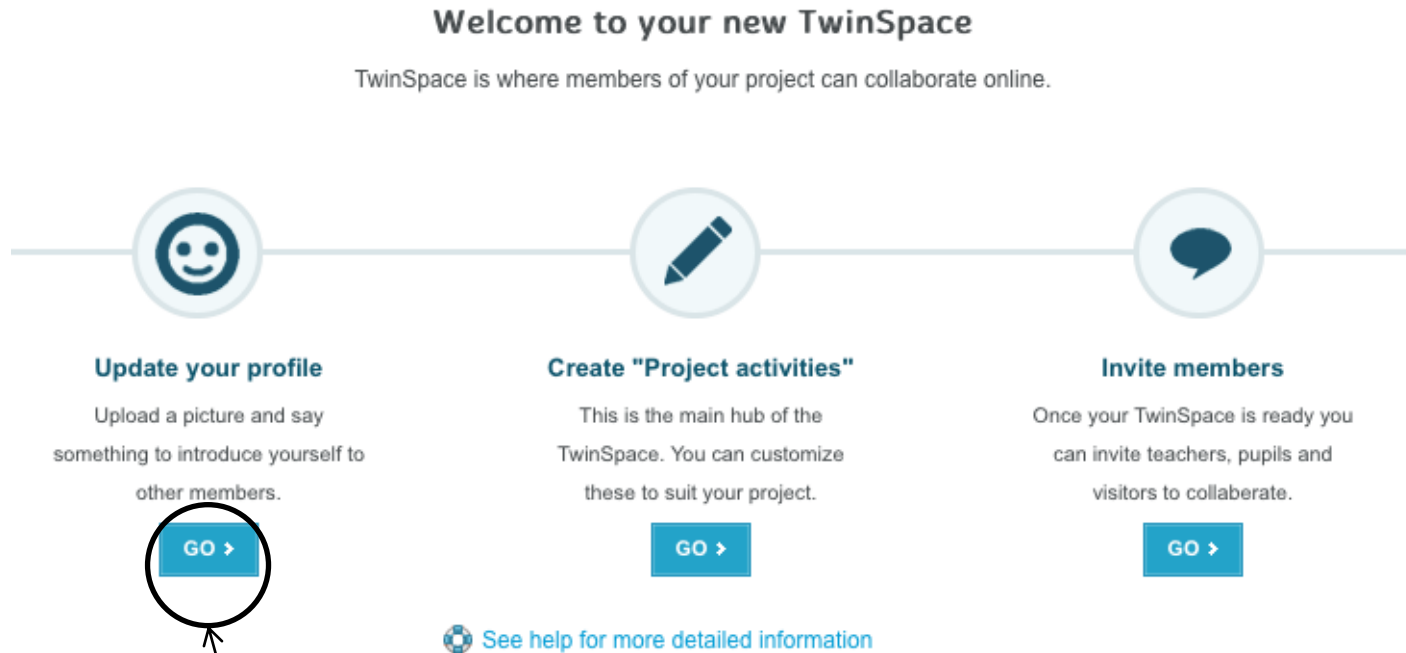 Welcome to your new TwinSpace
TwinSpace is where members of your project can collaborate online.
Update your profile
Upload a picture and say
something to introduce yourself to
other members.
GO
Create "Project activities"
This is the main hub of the
TwinSpace. You can customize
these to suit your project.
GO
Invite members
Once your TwinSpace is ready you
can invite teachers, pupils and
visitors to collaberate.
GO
See help for more detailed information